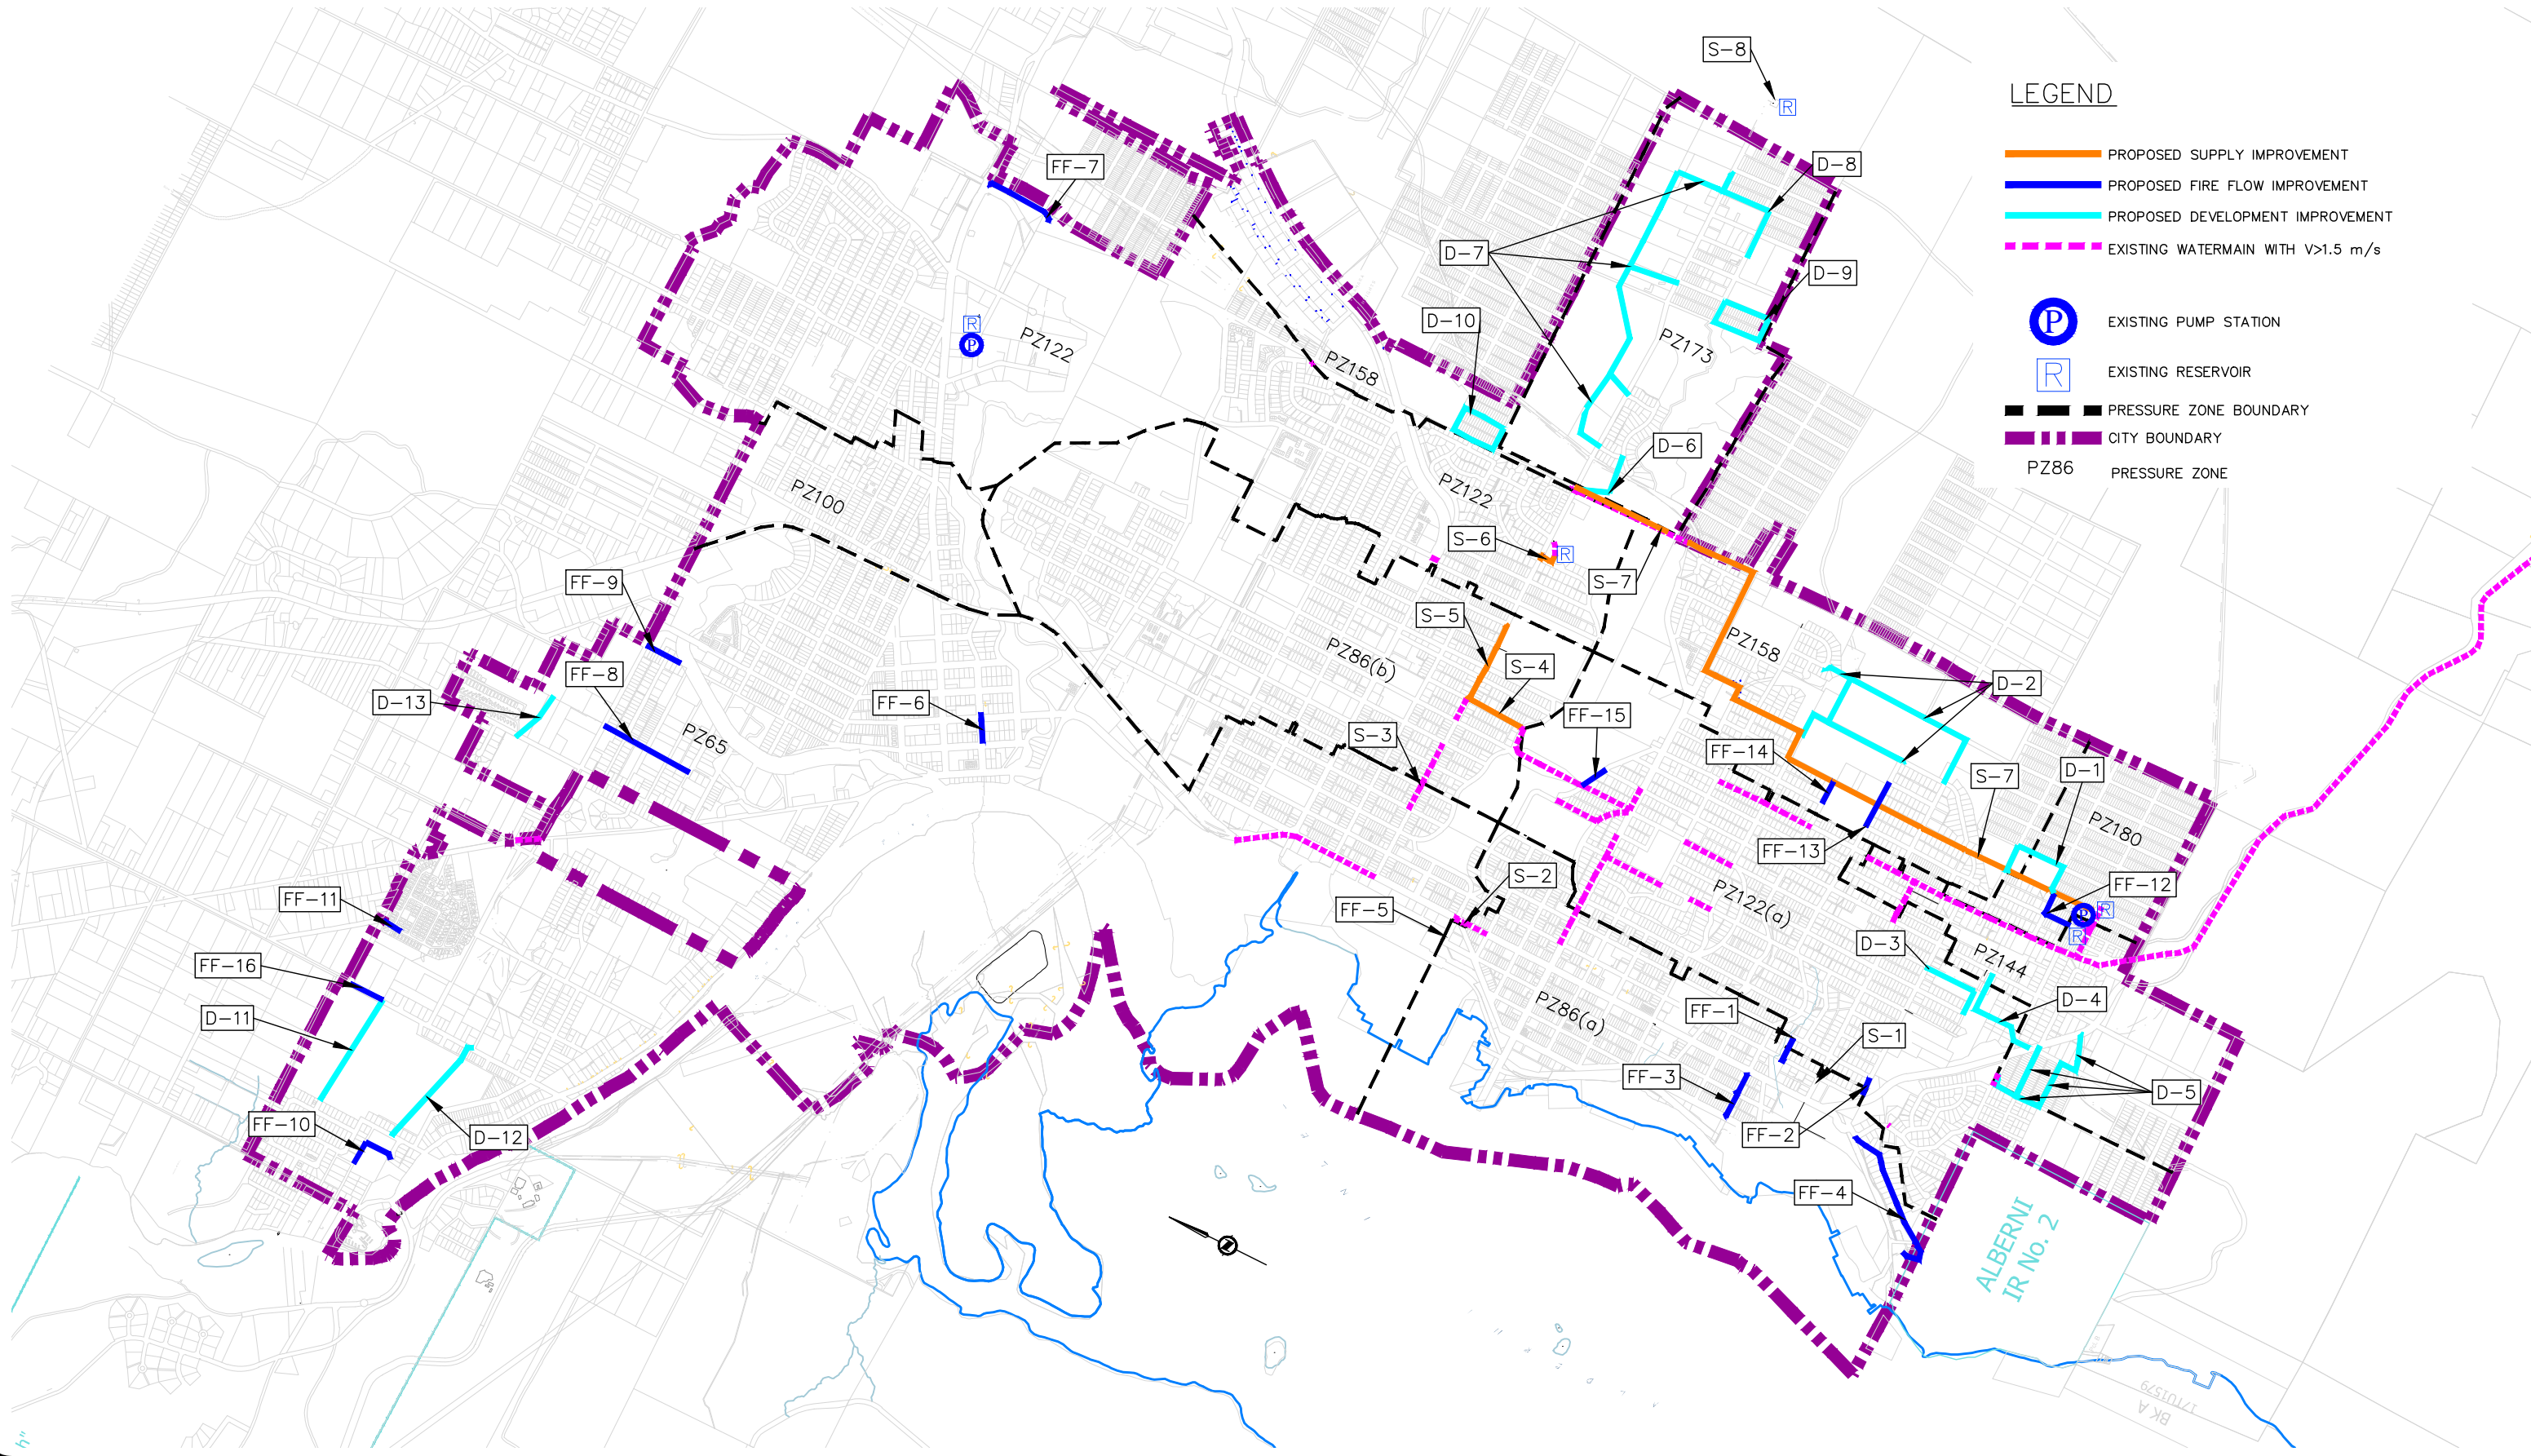 S-8
LEGEND
PROPOSED SUPPLY IMPROVEMENT
PROPOSED FIRE FLOW IMPROVEMENT
PROPOSED DEVELOPMENT IMPROVEMENT
EXISTING WATERMAIN WITH V>1.5 m/s
P
EXISTING PUMP STATION
R
EXISTING RESERVOIR
PRESSURE ZONE BOUNDARY
CITY BOUNDARY
PZ86
PRESSURE ZONE
R
FF-7
D-8
D-7
D-9
D-10
R
P
PZ122
PZ158
PZ173
D-6
PZ100
PZ122
S-6
R
S-7
FF-9
S-5
PZ86(b)
S-4
PZ158
FF-8
D-13
FF-6
D-2
PZ65
S-3
FF-15
FF-14
S-7
D-1
PZ180
FF-13
S-2
FF-12
P
R
R
FF-11
FF-5
PZ122(a)
D-3
PZ144
FF-16
D-11
PZ86(a)
FF-1
D-4
S-1
FF-3
D-5
FF-10
D-12
FF-2
FF-4
ALBERNI
IR No. 2
17TU1579
BK A
h"